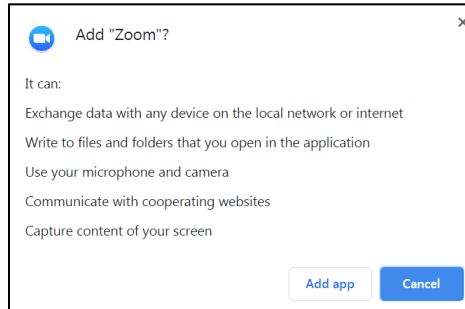 Add "Zoom"?
It can:
Exchange data with any device on the local network or internet
Write to files and folders that you open in the application
Use your microphone and camera
Communicate with cooperating websites
Capture content of your screen
Add app
Cancel